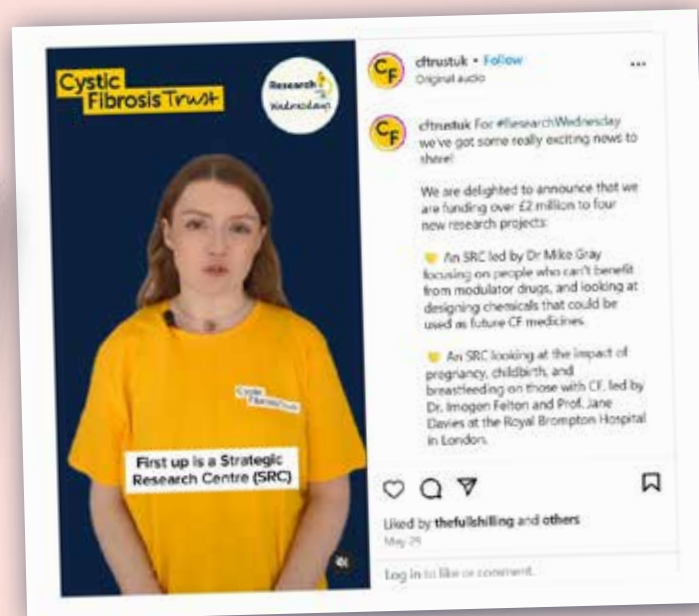 Cystic
Fibrosis Trust
Research
Wednesdays
Cystic
Fibrosis Trust
First up is a Strategic
Research Centre (SRC)
CF
cftrustuk • Follow
Original audio
CF
cftrustuk For #ResearchWednesday
we've got some really exciting news to
share!
We are delighted to announce that we
are funding over £2 million to four
new research projects:
💛 An SRC led by Dr Mike Gray
focusing on people who can't benefit
from modulator drugs, and looking at
designing chemicals that could be
used as future CF medicines.
💛 An SRC looking at the impact of
pregnancy, childbirth, and
breastfeeding on those with CF, led by
Dr. Imogen Felton and Prof. Jane
Davies at the Royal Brompton Hospital
in London.
Liked by thefullshilling and others
May 29
Log in to like or comment.